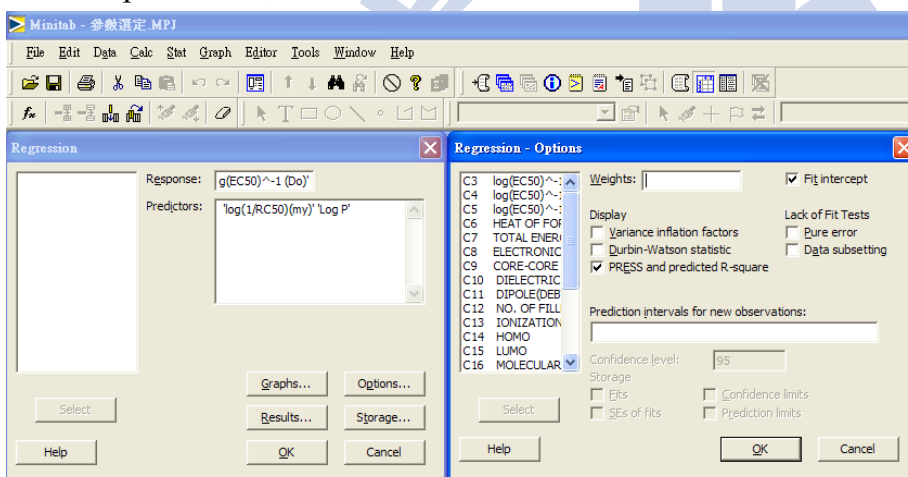 Minitab - 參數選定.MPJ
File Edit Data Calc Stat Graph Editor Tools Window Help
Regression
Response: g(EC50)^-1 (Do)'
Predictors: 'log(1/RC50)(my)' 'Log P'
Graphs... Options...
Select
Results... Storage...
Help OK Cancel
Regression - Options
C3 log(EC50)^-1
C4 log(EC50)^-1
C5 log(EC50)^-
C6 HEAT OF FOR
C7 TOTAL ENER
C8 ELECTRONIC
C9 CORE-CORE
C10 DIELECTRIC
C11 DIPOLE(DEB
C12 NO. OF FILL
C13 IONIZATION
C14 HOMO
C15 LUMO
C16 MOLECULAR
Weights: Fit intercept
Display Lack of Fit Tests
Variance inflation factors Pure error
Durbin-Watson statistic Data subsetting
PRESS and predicted R-square
Prediction intervals for new observations:
Confidence level: 95
Storage
Fits Confidence limits
SEs of fits Prediction limits
Select
Help OK Cancel